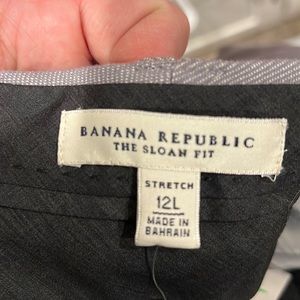 BANANA REPUBLIC
THE SLOAN FIT
STRETCH
12L
MADE IN
BAHRAIN